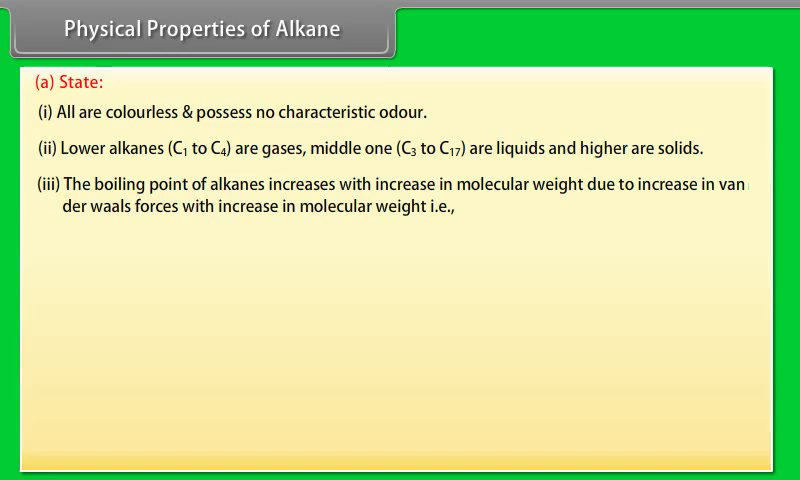 Physical Properties of Alkane
(a) State:
(i) All are colourless & possess no characteristic odour.
(ii) Lower alkanes (C₁ to C₄) are gases, middle one (C₃ to C₁₇) are liquids and higher are solids.
(iii) The boiling point of alkanes increases with increase in molecular weight due to increase in van
der waals forces with increase in molecular weight i.e.,